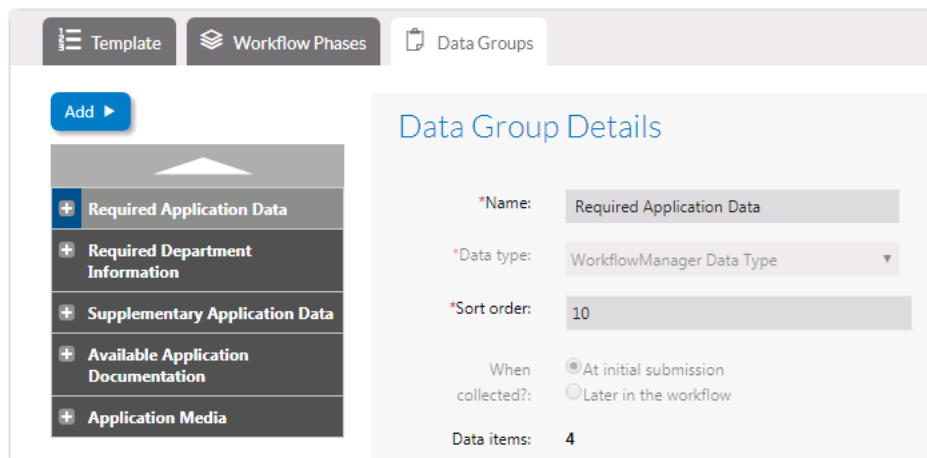 Template
Workflow Phases
Data Groups
Add
Required Application Data
Required Department
Information
Supplementary Application Data
Available Application
Documentation
Application Media
Data Group Details
*Name: Required Application Data
*Data type: WorkflowManager Data Type
*Sort order: 10
When
collected?:
At initial submission
Later in the workflow
Data items: 4